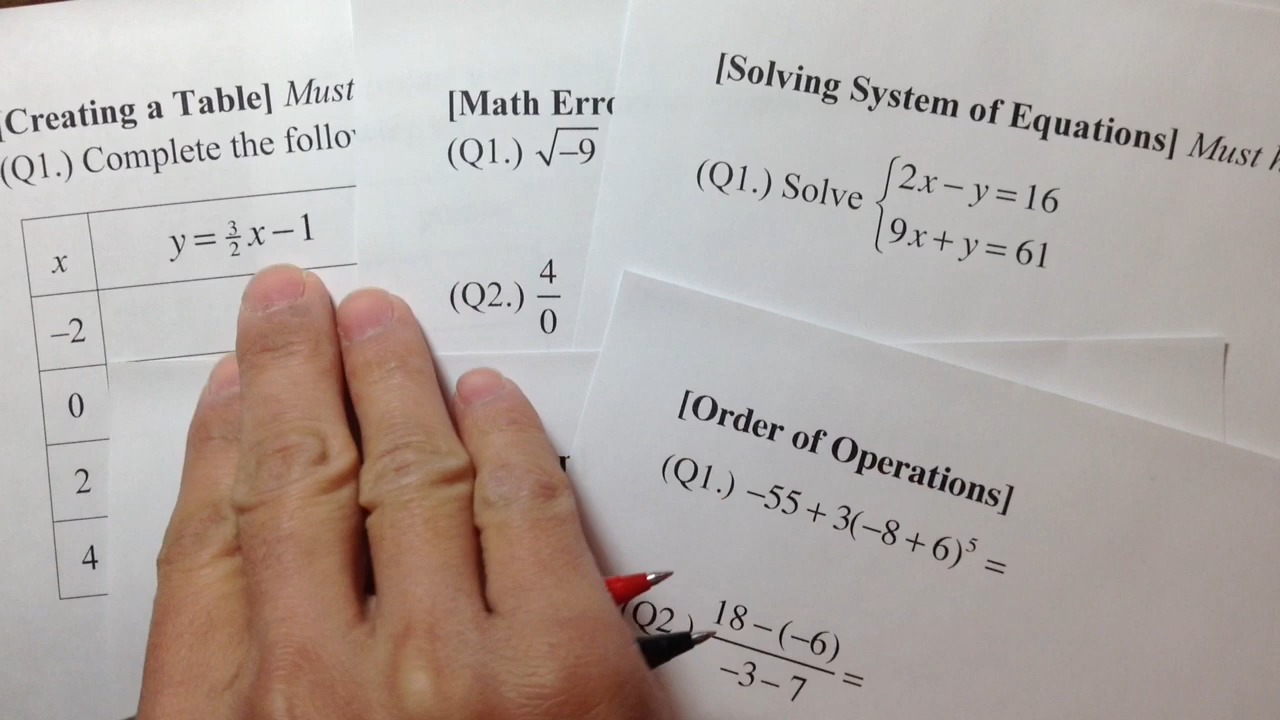 [Creating a Table] Must
(Q1.) Complete the
x
y = 3/2 x − 1
−2
0
2
4
[Math
(Q1.) √−9
(Q2.) 4/0
[Solving System of Equations] Must
(Q1.) Solve { 2x − y = 16
9x + y = 61
[Order of Operations]
(Q1.) −55 + 3(−8 + 6)⁵ =
(Q2.) 18 − (−6) / −3 − 7 =